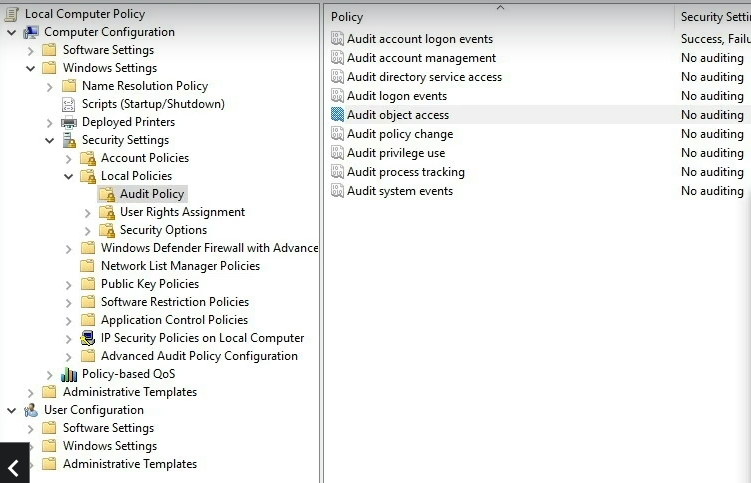 Local Computer Policy
Computer Configuration
Software Settings
Windows Settings
Name Resolution Policy
Scripts (Startup/Shutdown)
Deployed Printers
Security Settings
Account Policies
Local Policies
Audit Policy
User Rights Assignment
Security Options
Windows Defender Firewall with Advance
Network List Manager Policies
Public Key Policies
Software Restriction Policies
Application Control Policies
IP Security Policies on Local Computer
Advanced Audit Policy Configuration
Policy-based QoS
Administrative Templates
User Configuration
Software Settings
Windows Settings
Administrative Templates
Policy Security Settin
Audit account logon events Success, Failu
Audit account management No auditing
Audit directory service access No auditing
Audit logon events No auditing
Audit object access No auditing
Audit policy change No auditing
Audit privilege use No auditing
Audit process tracking No auditing
Audit system events No auditing